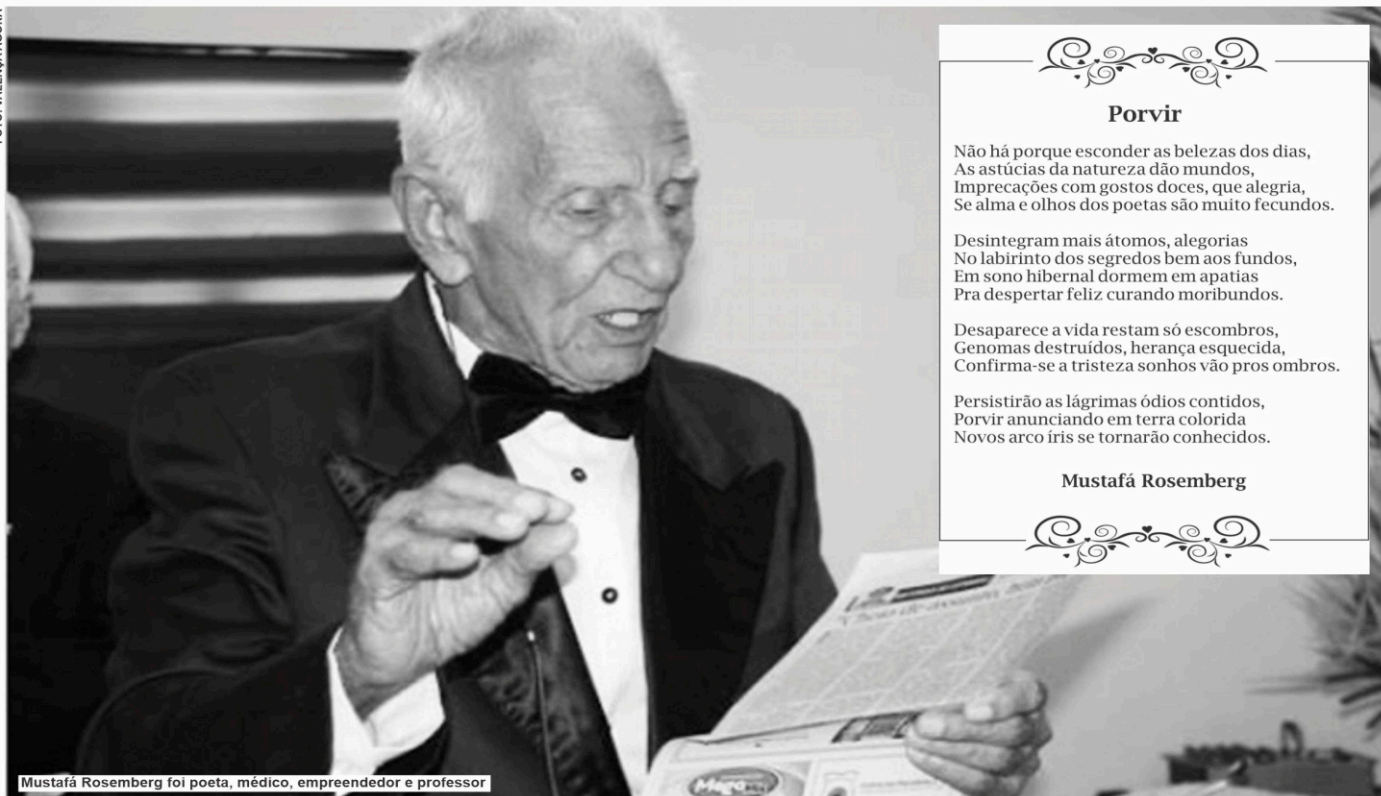 Porvir
Não há porque esconder as belezas dos dias,
As astúcias da natureza dão mundos,
Imprecações com gostos doces, que alegria,
Se alma e olhos dos poetas são muito fecundos.
Desintegram mais átomos, alegorias
No labirinto dos segredos bem aos fundos,
Em sono hibernal dormem em apatias
Pra despertar feliz curando moribundos.
Desaparece a vida restam só escombros,
Genomas destruídos, herança esquecida,
Confirma-se a tristeza sonhos vão pros ombros.
Persistirão as lágrimas ódios contidos,
Porvir anunciando em terra colorida
Novos arco íris se tornarão conhecidos.
Mustafá Rosemberg
Mega
Mustafá Rosemberg foi poeta, médico, empreendedor e professor